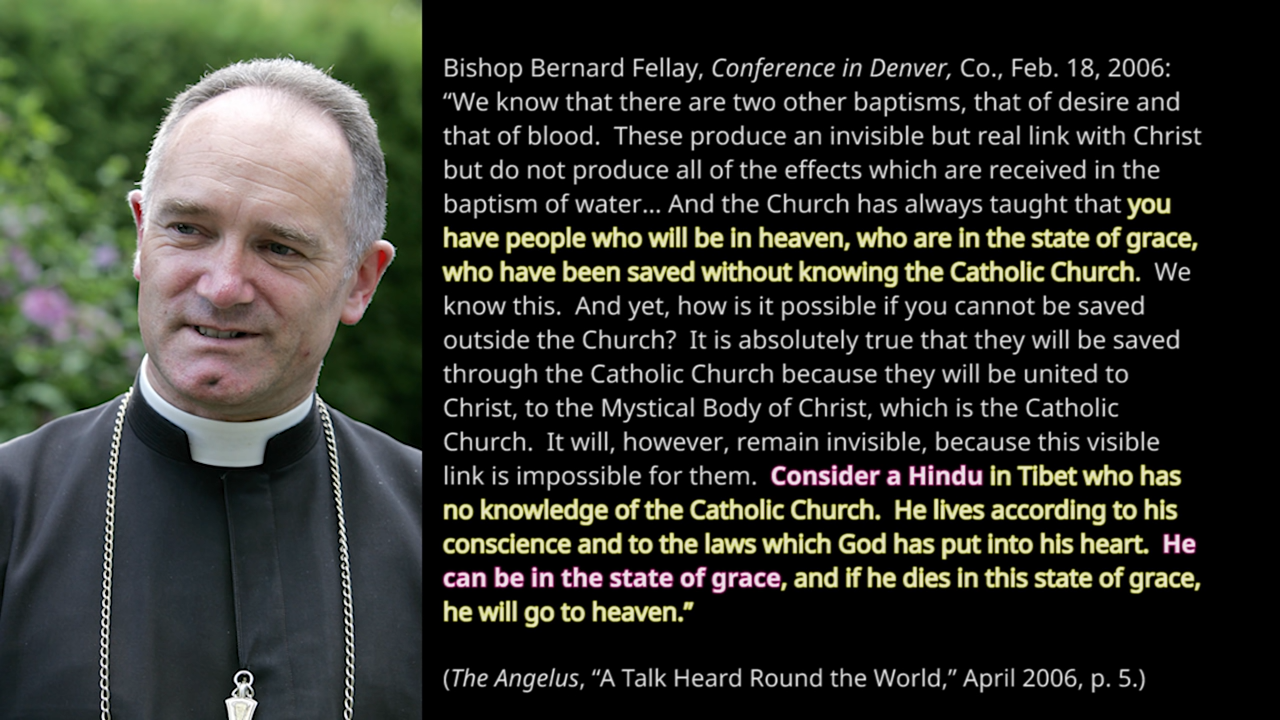 Bishop Bernard Fellay, Conference in Denver, Co., Feb. 18, 2006:
“We know that there are two other baptisms, that of desire and
that of blood.  These produce an invisible but real link with Christ
but do not produce all of the effects which are received in the
baptism of water... And the Church has always taught that you
have people who will be in heaven, who are in the state of grace,
who have been saved without knowing the Catholic Church.  We
know this.  And yet, how is it possible if you cannot be saved
outside the Church?  It is absolutely true that they will be saved
through the Catholic Church because they will be united to
Christ, to the Mystical Body of Christ, which is the Catholic
Church.  It will, however, remain invisible, because this visible
link is impossible for them.  Consider a Hindu in Tibet who has
no knowledge of the Catholic Church.  He lives according to his
conscience and to the laws which God has put into his heart.  He
can be in the state of grace, and if he dies in this state of grace,
he will go to heaven.”
(The Angelus, “A Talk Heard Round the World,” April 2006, p. 5.)